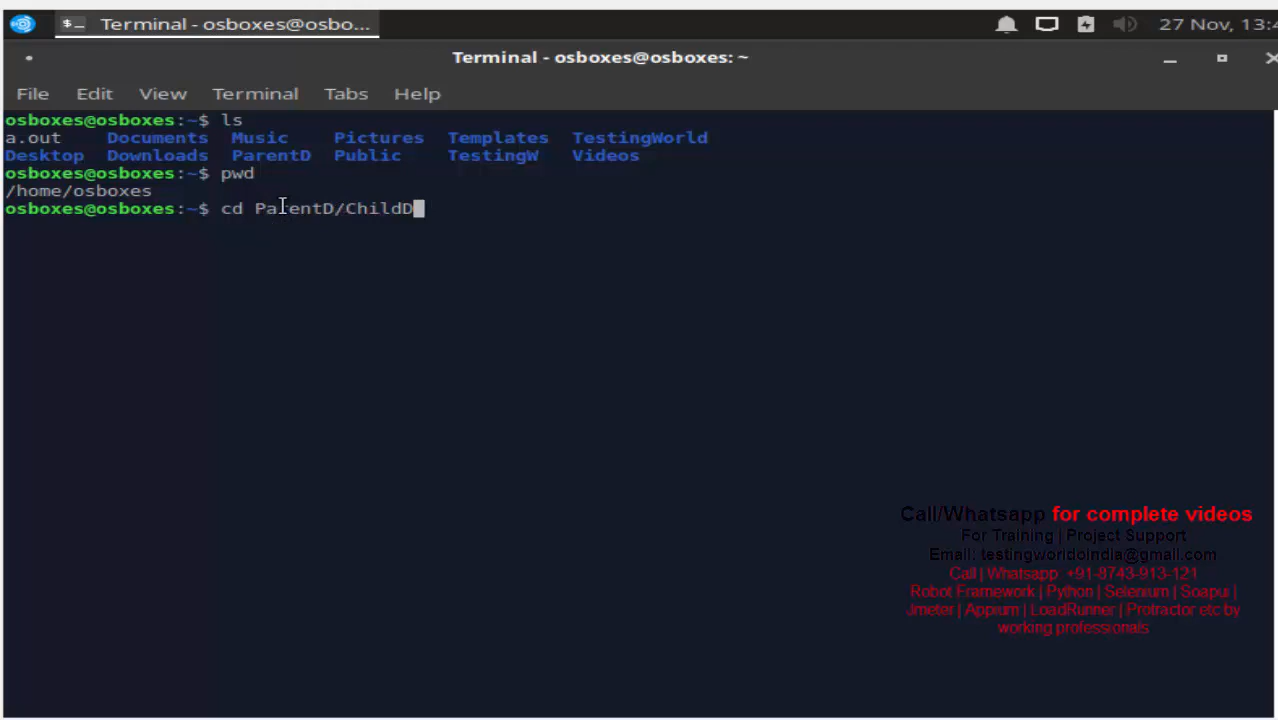 Terminal - osboxes@osbo...
27 Nov, 13:4
Terminal - osboxes@osboxes: ~
File Edit View Terminal Tabs Help
osboxes@osboxes:~$ ls
a.out Documents Music Pictures Templates TestingWorld
Desktop Downloads ParentD Public TestingW Videos
osboxes@osboxes:~$ pwd
/home/osboxes
osboxes@osboxes:~$ cd ParentD/ChildD
Call/Whatsapp for complete videos
For Training | Project Support
Email: testingworldoindia@gmail.com
Call | Whatsapp +91-8743-913-121
Robot Framework | Python | Selenium | Soapui |
Jmeter | Appium | LoadRunner | Protractor etc by
working professionals